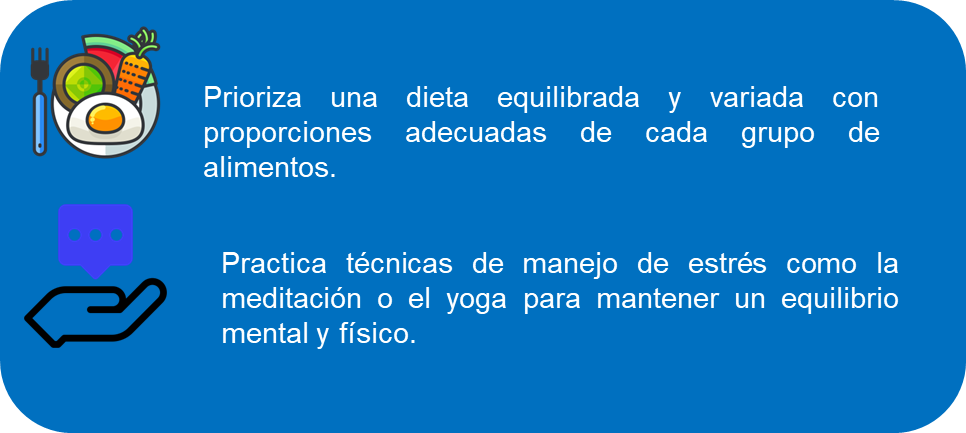 Prioriza una dieta equilibrada y variada con
proporciones adecuadas de cada grupo de
alimentos.
Practica técnicas de manejo de estrés como la
meditación o el yoga para mantener un equilibrio
mental y físico.